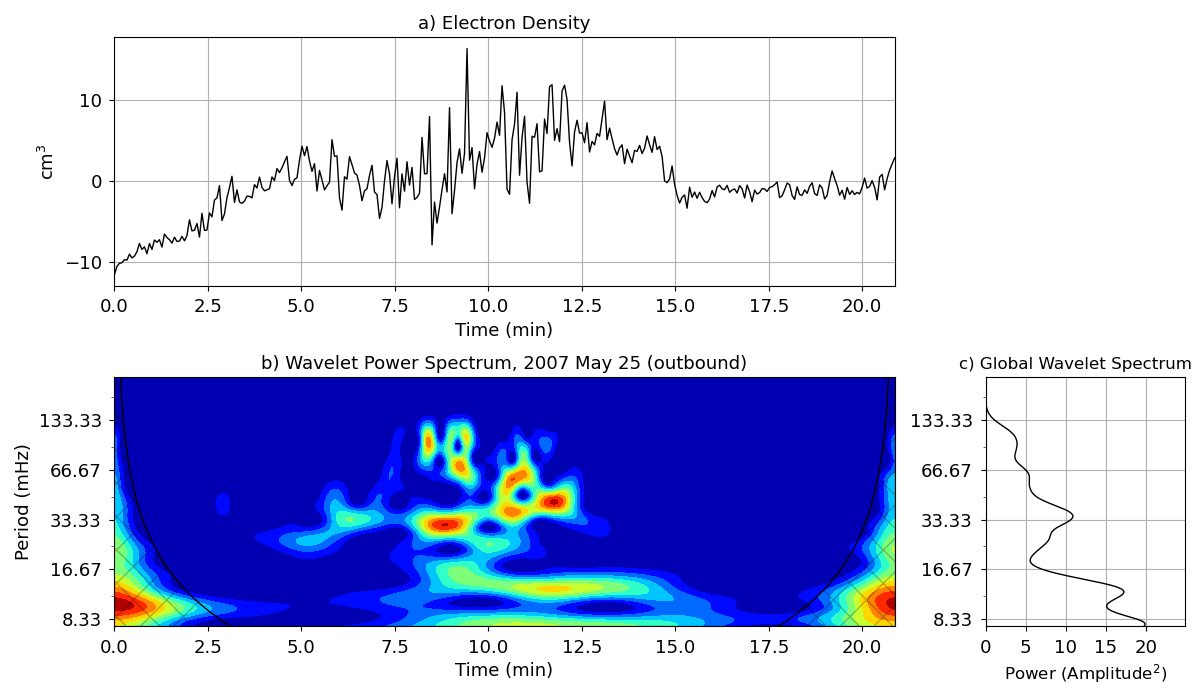 a) Electron Density
cm³
10
0
−10
0.0 2.5 5.0 7.5 10.0 12.5 15.0 17.5 20.0
Time (min)
b) Wavelet Power Spectrum, 2007 May 25 (outbound)
Period (mHz)
133.33
66.67
33.33
16.67
8.33
0.0 2.5 5.0 7.5 10.0 12.5 15.0 17.5 20.0
Time (min)
c) Global Wavelet Spectrum
133.33
66.67
33.33
16.67
8.33
0 5 10 15 20
Power (Amplitude²)